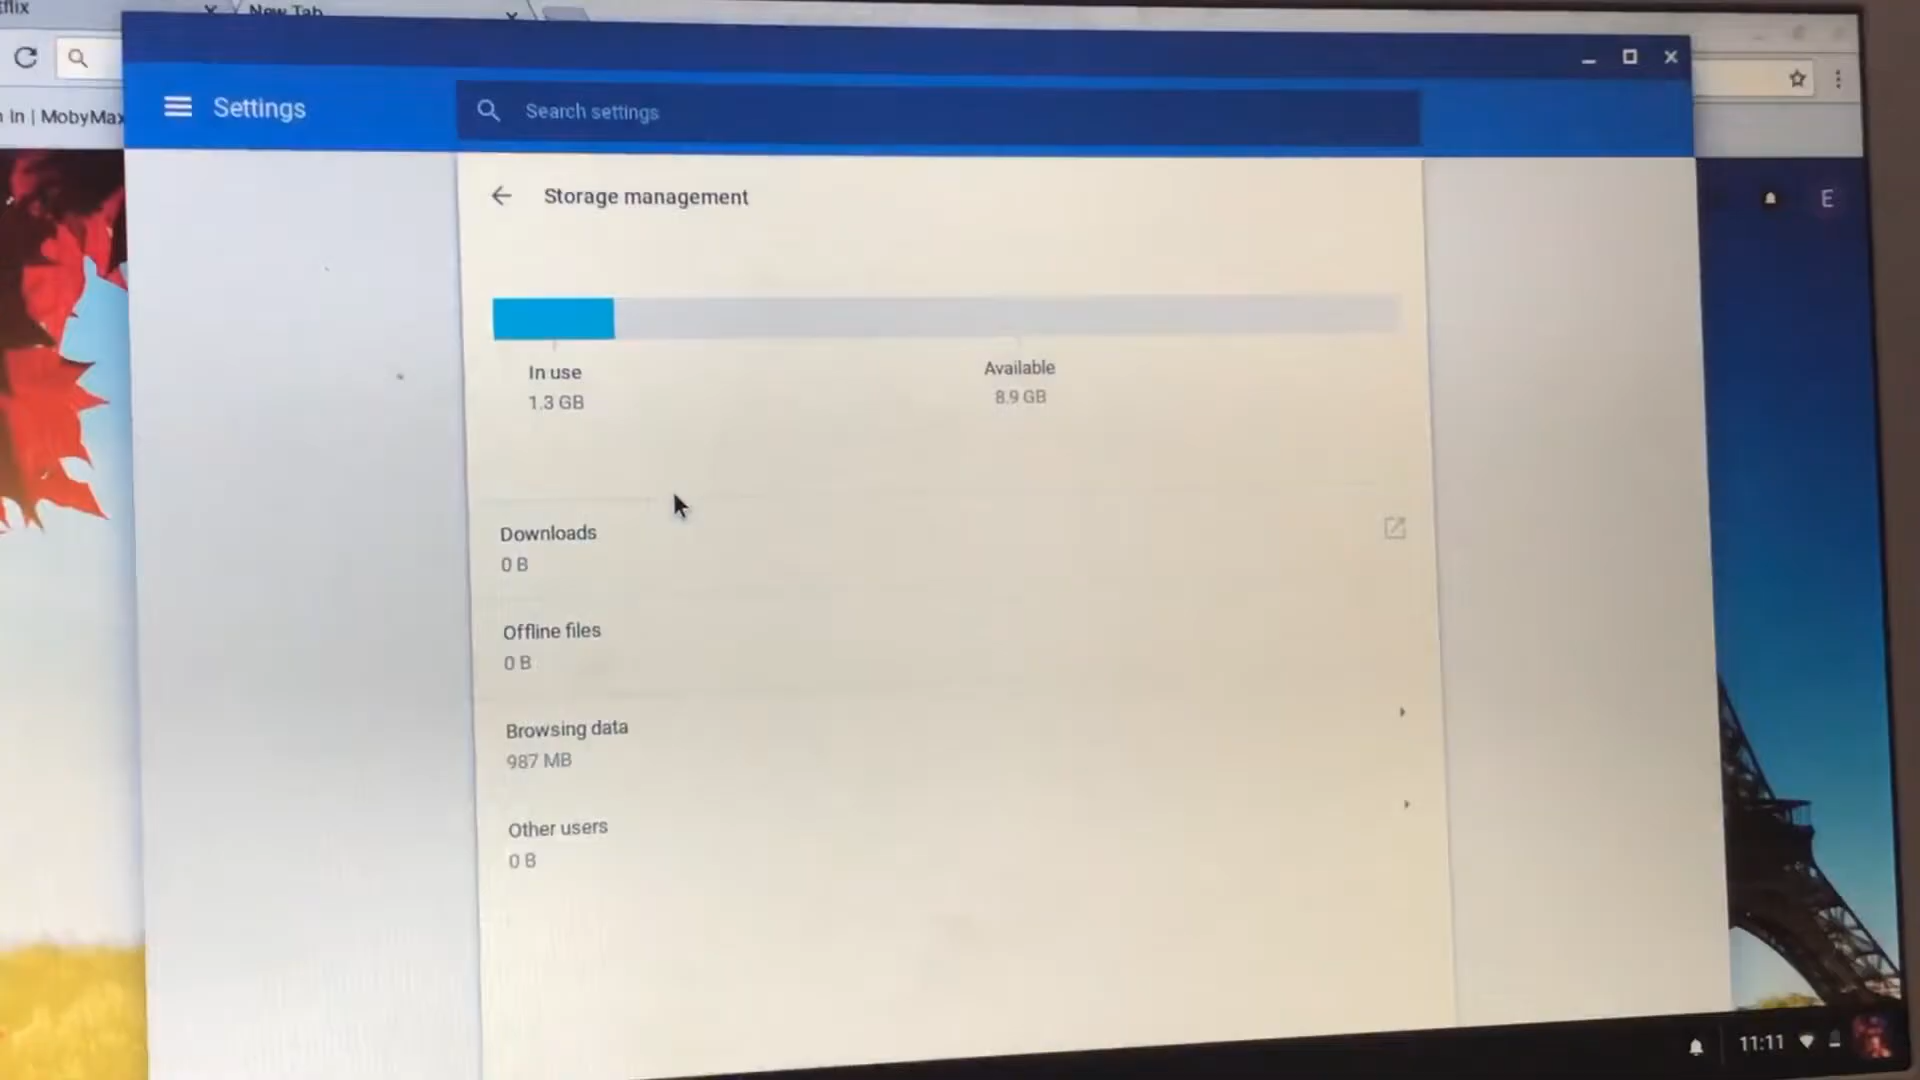 flix
New Tab
n In | MobyMax
Settings
Search settings
Storage management
In use
1.3 GB
Available
8.9 GB
Downloads
0 B
Offline files
0 B
Browsing data
987 MB
Other users
0 B
E
11:11